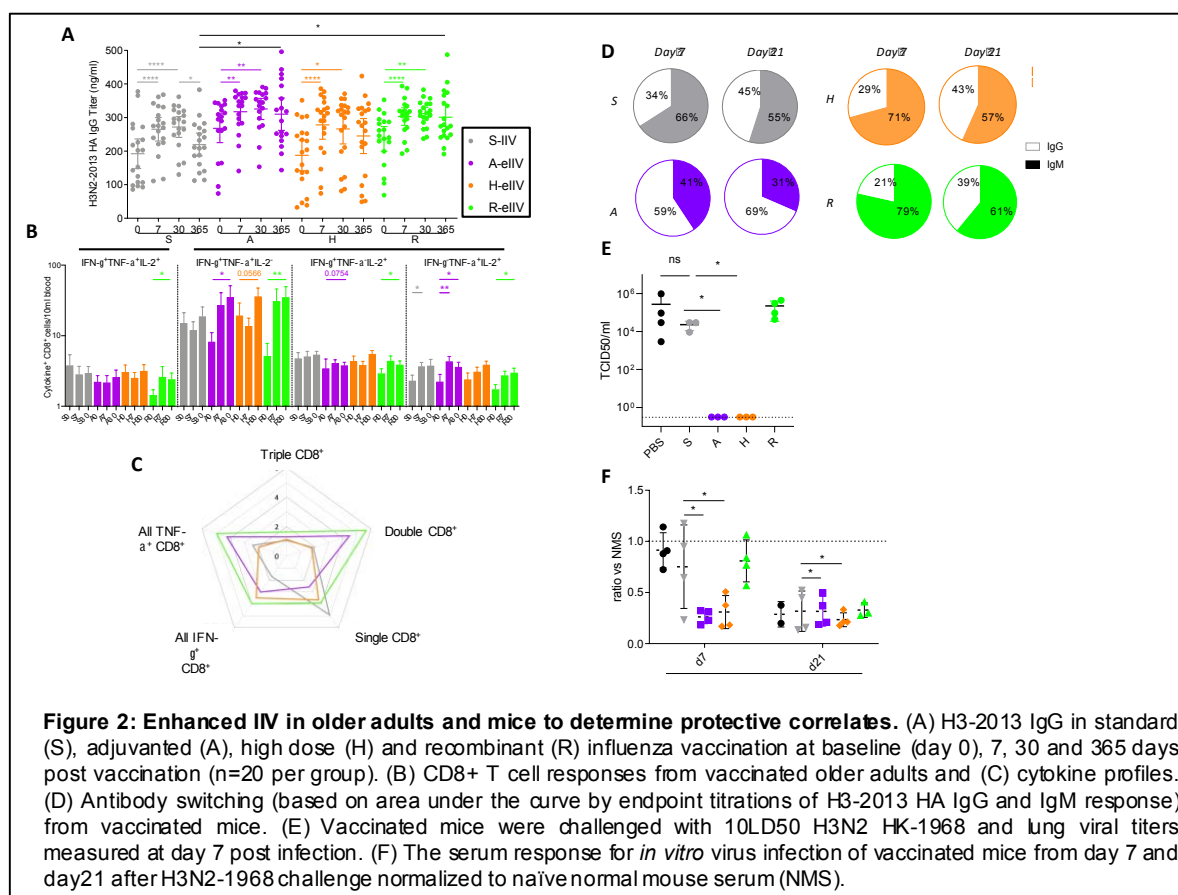 A
*
*
500
400
300
200
100
0
H3N2-2013 HA IgG Titer (ng/ml)
****
****
*
**
**
*
****
**
****
0 7 30 365 0 7 30 365 0 7 30 365 0 7 30 365
S A H R
S-IIV
A-eIIV
H-eIIV
R-eIIV
B
IFN-g+TNF-a+IL-2+
IFN-g+TNF-a+IL-2-
IFN-g+TNF-a-IL-2+
IFN-g-TNF-a+IL-2+
* * 0.0566 ** 0.0754 * * * ** *
100
10
1
Cytokine+ CD8+ cells/10ml blood
C
Triple CD8+
Double CD8+
Single CD8+
All IFN-
g+
CD8+
All TNF-
a+ CD8+
4
2
0
D
Day 7 Day 21 Day 7 Day 21
S 34% 66% 45% 55% H 29% 71% 43% 57%
IgG
IgM
A 41% 59% 31% 69% R 21% 79% 39% 61%
E
ns * *
10^6
10^4
10^2
10^0
TCID50/ml
PBS S A H R
F
1.5
1.0
0.5
0.0
ratio vs NMS
* * * *
d7 d21
Figure 2: Enhanced IIV in older adults and mice to determine protective correlates. (A) H3-2013 IgG in standard
(S), adjuvanted (A), high dose (H) and recombinant (R) influenza vaccination at baseline (day 0), 7, 30 and 365 days
post vaccination (n=20 per group). (B) CD8+ T cell responses from vaccinated older adults and (C) cytokine profiles.
(D) Antibody switching (based on area under the curve by endpoint titrations of H3-2013 HA IgG and IgM response)
from vaccinated mice. (E) Vaccinated mice were challenged with 10LD50 H3N2 HK-1968 and lung viral titers
measured at day 7 post infection. (F) The serum response for in vitro virus infection of vaccinated mice from day 7 and
day21 after H3N2-1968 challenge normalized to naïve normal mouse serum (NMS).